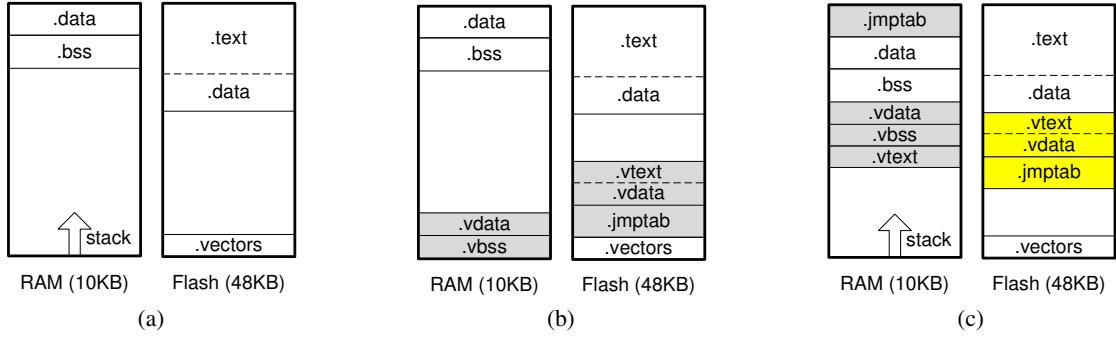 .data
.bss
stack
RAM (10KB)
.text
.data
.vectors
Flash (48KB)
(a)
.data
.bss
.vdata
.vbss
RAM (10KB)
.text
.data
.vtext
.vdata
.jmptab
.vectors
Flash (48KB)
(b)
.jmptab
.data
.bss
.vdata
.vbss
.vtext
stack
RAM (10KB)
.text
.data
.vtext
.vdata
.jmptab
.vectors
Flash (48KB)
(c)